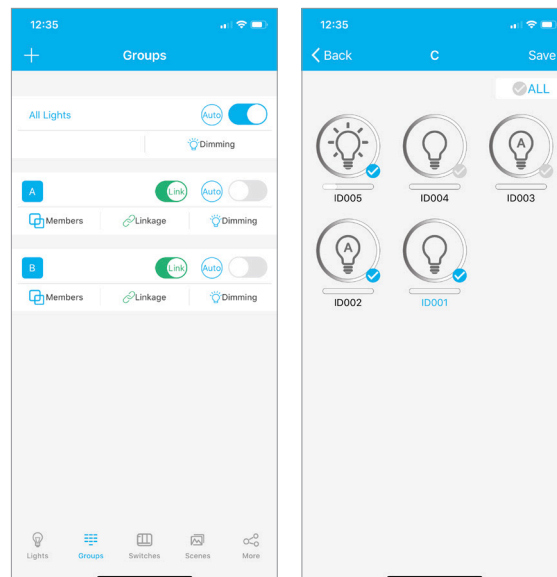 12:35
Groups
All Lights
Auto
Dimming
A
Link
Auto
Members
Linkage
Dimming
B
Link
Auto
Members
Linkage
Dimming
Lights
Groups
Switches
Scenes
More
12:35
Back
C
Save
ALL
A
ID005
ID004
ID003
A
ID002
ID001